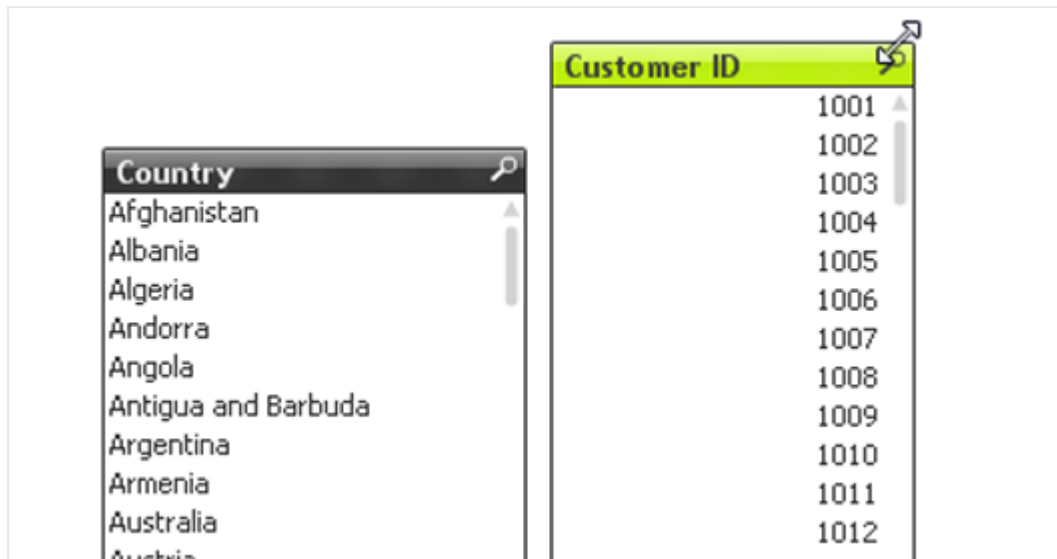 Customer ID
1001
1002
1003
1004
1005
1006
1007
1008
1009
1010
1011
1012
Country
Afghanistan
Albania
Algeria
Andorra
Angola
Antigua and Barbuda
Argentina
Armenia
Australia
Austria